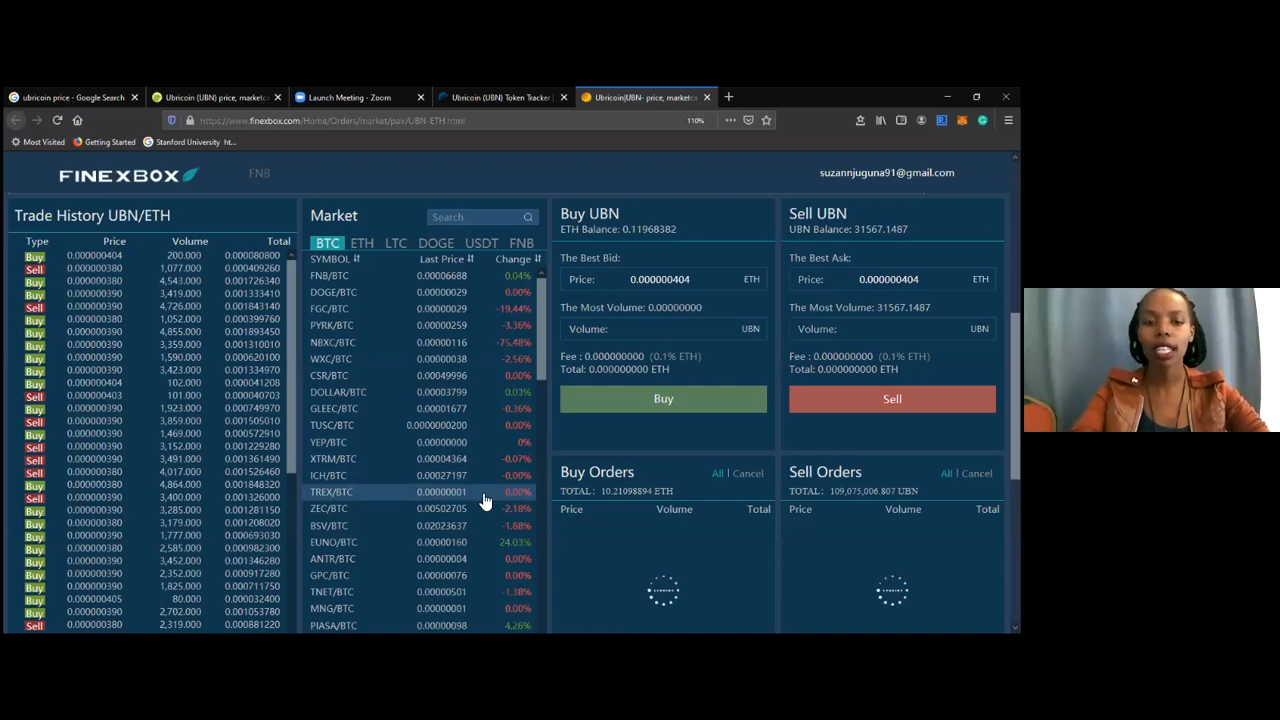 ubricoin price - Google Search
Ubricoin (UBN) price, marketca
Launch Meeting - Zoom
Ubricoin (UBN) Token Tracker
Ubricoin|UBN- price, marketca
https://www.finexbox.com/Home/Orders/market/pair/UBN-ETH.html
110%
Most Visited
Getting Started
Stanford University ht...
FINEXBOX
FNB
suzannjuguna91@gmail.com
Trade History UBN/ETH
Type Price Volume Total
Buy 0.000000404 200.000 0.000080800
Sell 0.000000380 1,077.000 0.000409260
Buy 0.000000380 4,543.000 0.001726340
Buy 0.000000390 3,419.000 0.001333410
Sell 0.000000390 4,726.000 0.001843140
Buy 0.000000380 1,052.000 0.000399760
Buy 0.000000390 4,855.000 0.001893450
Buy 0.000000390 3,359.000 0.001310010
Buy 0.000000390 1,590.000 0.000620100
Buy 0.000000390 3,423.000 0.001334970
Buy 0.000000404 102.000 0.000041208
Sell 0.000000403 101.000 0.000040703
Buy 0.000000390 1,923.000 0.000749970
Sell 0.000000390 3,859.000 0.001505010
Buy 0.000000390 1,469.000 0.000572910
Sell 0.000000390 3,152.000 0.001229280
Sell 0.000000390 3,491.000 0.001361490
Sell 0.000000380 4,017.000 0.001526460
Buy 0.000000380 4,864.000 0.001848320
Sell 0.000000390 3,400.000 0.001326000
Buy 0.000000390 3,285.000 0.001281150
Buy 0.000000380 3,179.000 0.001208020
Buy 0.000000390 1,777.000 0.000693030
Buy 0.000000380 2,585.000 0.000982300
Buy 0.000000390 3,452.000 0.001346280
Buy 0.000000390 2,352.000 0.000917280
Buy 0.000000390 1,825.000 0.000711750
Buy 0.000000405 80.000 0.000032400
Buy 0.000000390 2,702.000 0.001053780
Sell 0.000000380 2,319.000 0.000881220
Market
Search
BTC ETH LTC DOGE USDT FNB
SYMBOL Last Price Change
FNB/BTC 0.00006688 0.04%
DOGE/BTC 0.00000029 0.00%
FGC/BTC 0.00000029 -19.44%
PYRK/BTC 0.00000259 -3.36%
NBXC/BTC 0.00000116 -75.48%
WXC/BTC 0.00000038 -2.56%
CSR/BTC 0.00049996 0.00%
DOLLAR/BTC 0.00003799 0.03%
GLEEC/BTC 0.00001677 -0.36%
TUSC/BTC 0.0000000200 0.00%
YEP/BTC 0.00000000 0%
XTRM/BTC 0.00004364 -0.07%
ICH/BTC 0.00027197 -0.00%
TREX/BTC 0.00000001 0.00%
ZEC/BTC 0.00502705 -2.18%
BSV/BTC 0.02023637 -1.88%
EUNO/BTC 0.00000160 24.03%
ANTR/BTC 0.00000004 0.00%
GPC/BTC 0.00000076 0.00%
TNET/BTC 0.00000501 -1.38%
MNG/BTC 0.00000001 0.00%
PIASA/BTC 0.00000098 4.26%
Buy UBN
ETH Balance: 0.11968382
The Best Bid:
Price: 0.000000404 ETH
The Most Volume: 0.00000000
Volume: UBN
Fee : 0.000000000 (0.1% ETH)
Total: 0.000000000 ETH
Buy
Sell UBN
UBN Balance: 31567.1487
The Best Ask:
Price: 0.000000404 ETH
The Most Volume: 31567.1487
Volume: UBN
Fee : 0.000000000 (0.1% ETH)
Total: 0.000000000 ETH
Sell
Buy Orders
All | Cancel
TOTAL: 10.21098894 ETH
Price Volume Total
LOADING
Sell Orders
All | Cancel
TOTAL: 109,075,006.807 UBN
Price Volume Total
LOADING